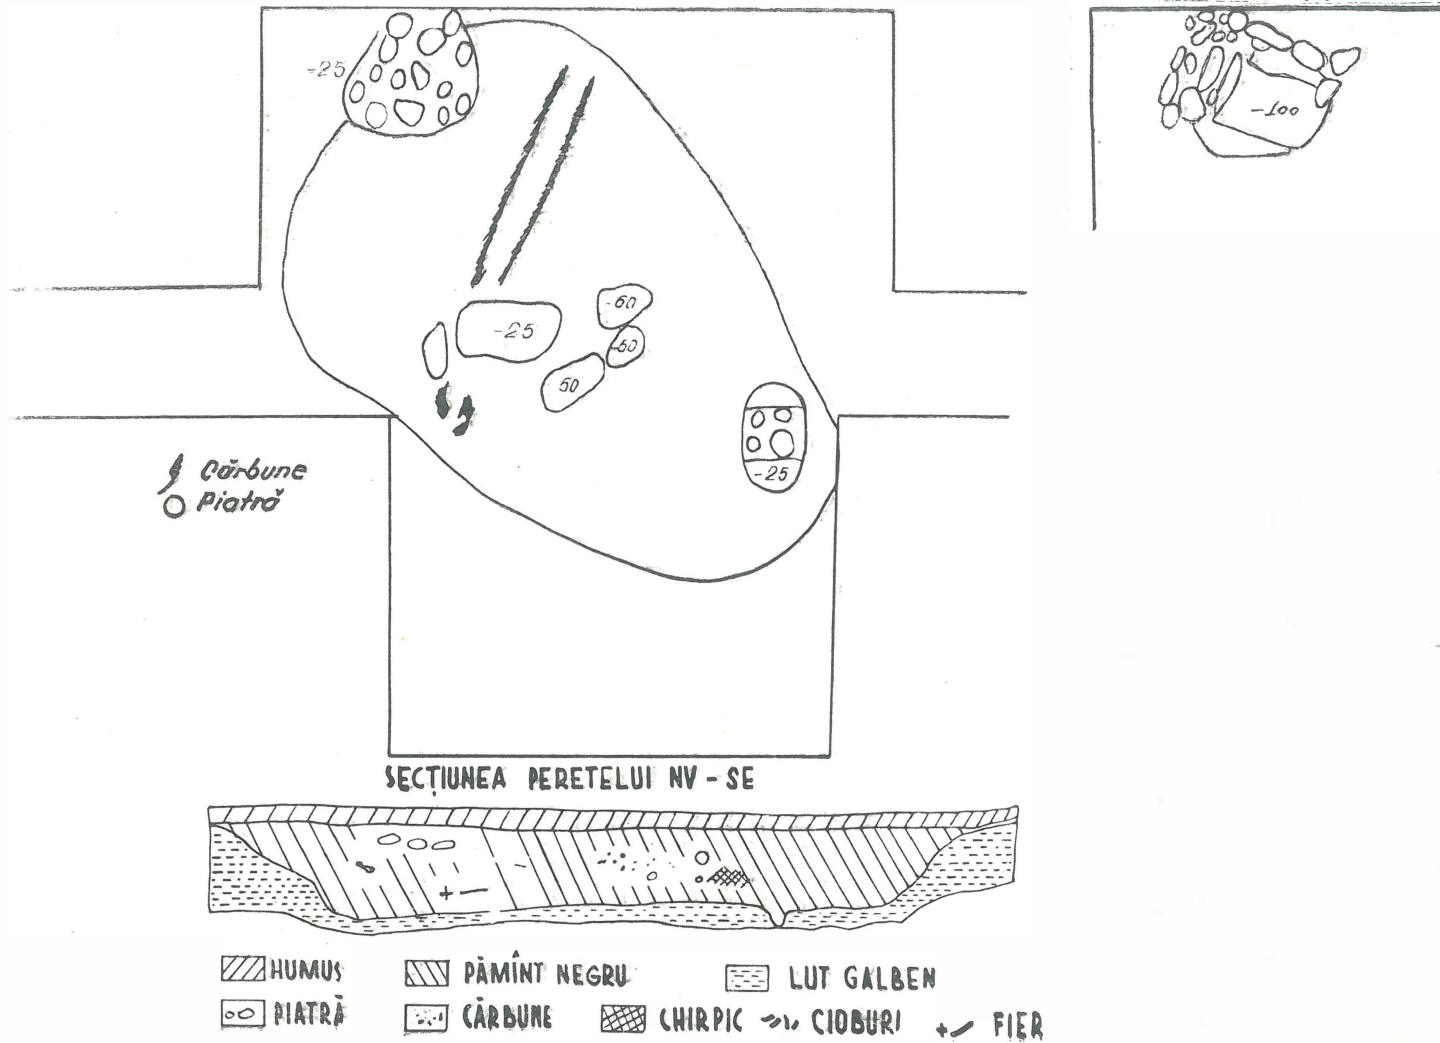 -25
-100
-60
-25
-60
50
-25
Cărbune
Piatră
SECȚIUNEA PERETELUI NV - SE
HUMUS PĂMÎNT NEGRU LUT GALBEN
PIATRĂ CĂRBUNE CHIRPIC CIOBURI FIER